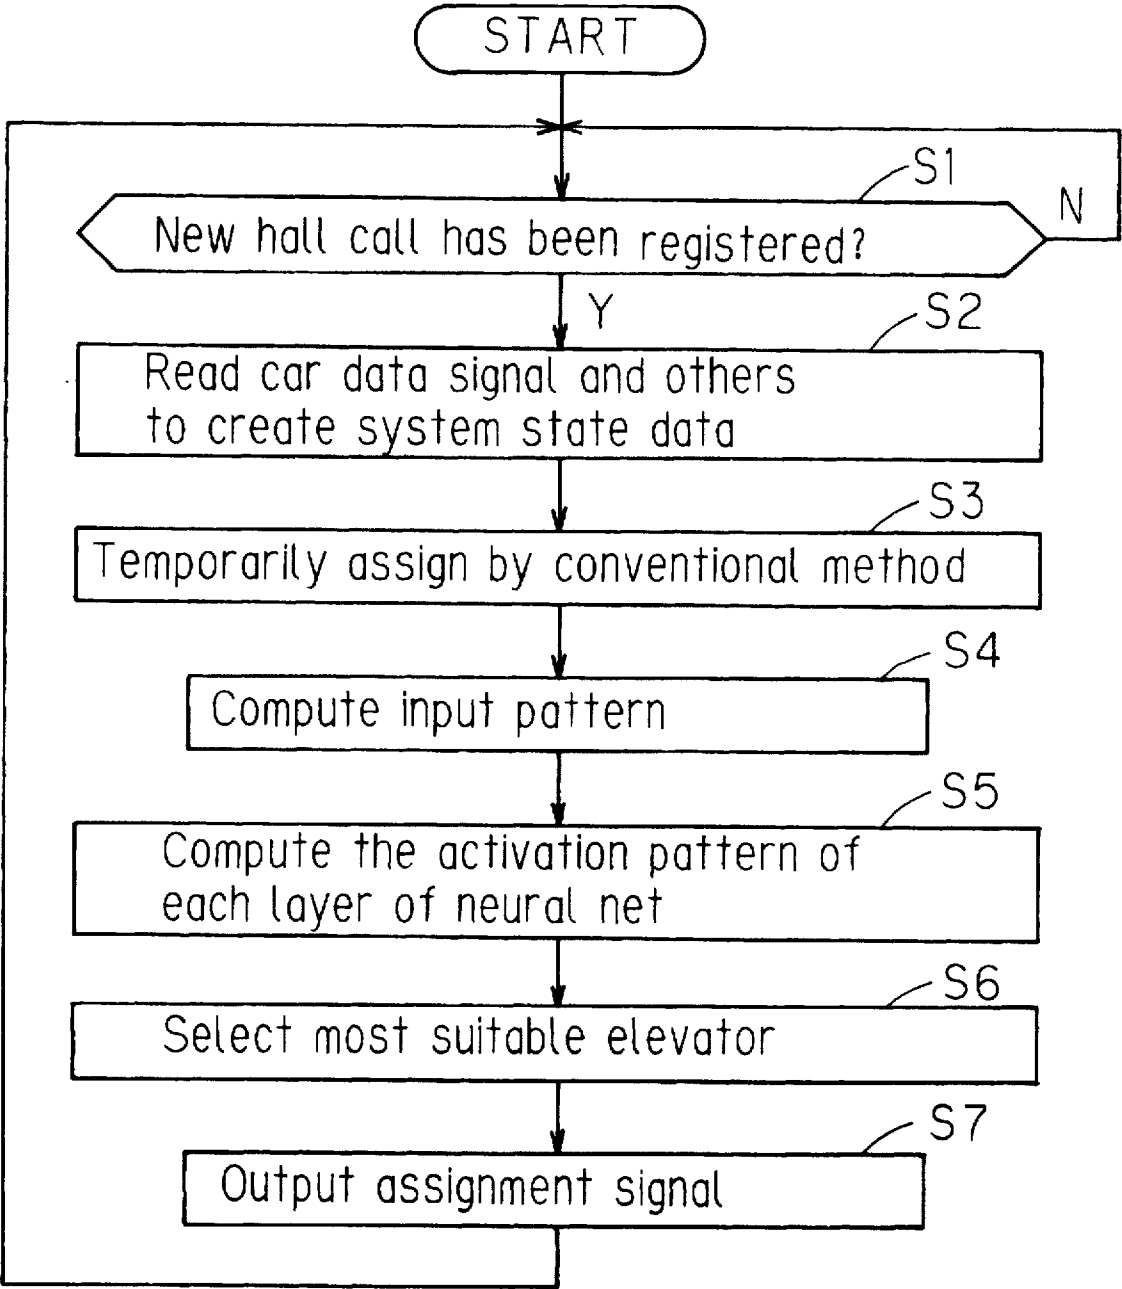 START
S1
New hall call has been registered?
N
Y
S2
Read car data signal and others
to create system state data
S3
Temporarily assign by conventional method
S4
Compute input pattern
S5
Compute the activation pattern of
each layer of neural net
S6
Select most suitable elevator
S7
Output assignment signal